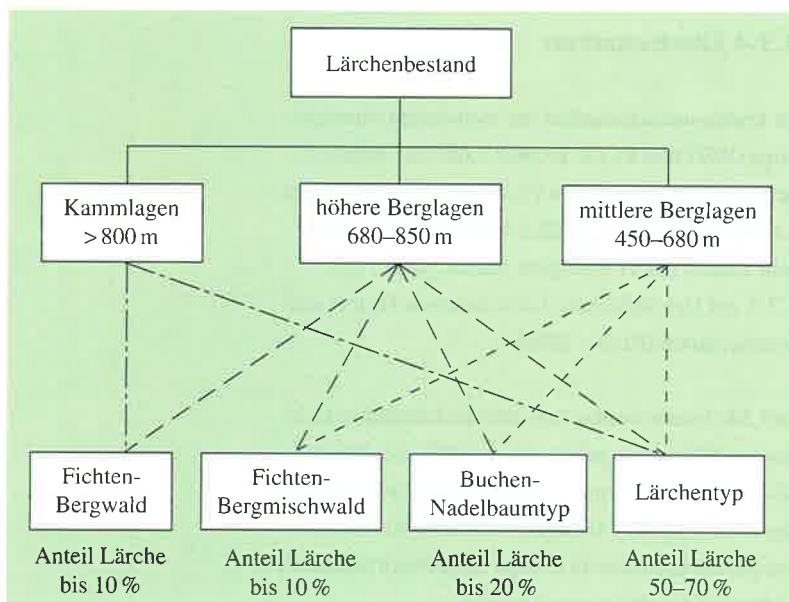 Lärchenbestand
Kammlagen
> 800 m
höhere Berglagen
680–850 m
mittlere Berglagen
450–680 m
Fichten-
Bergwald
Fichten-
Bergmischwald
Buchen-
Nadelbaumtyp
Lärchentyp
Anteil Lärche
bis 10 %
Anteil Lärche
bis 10 %
Anteil Lärche
bis 20 %
Anteil Lärche
50–70 %